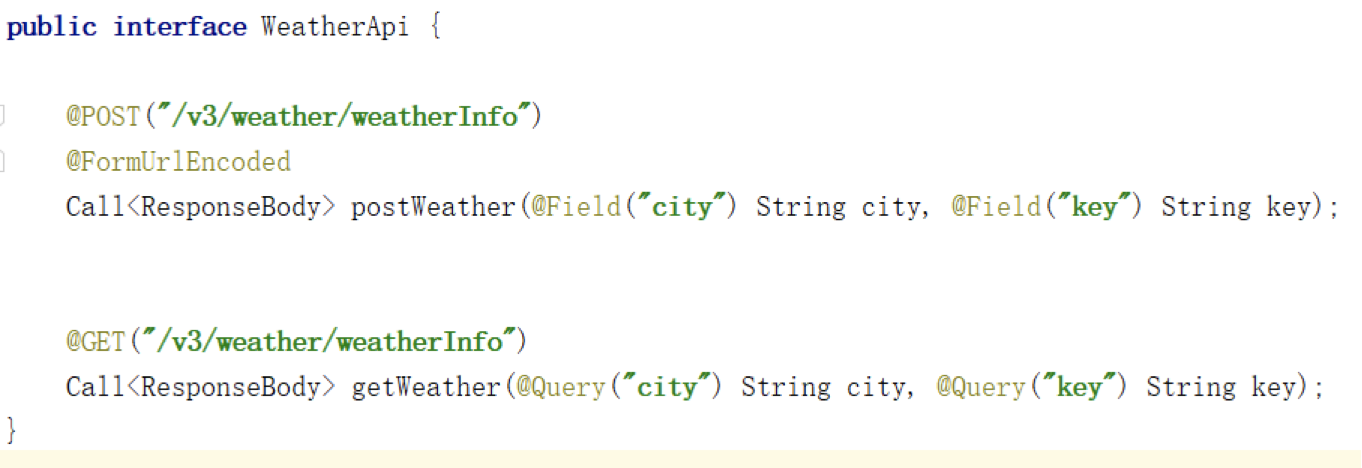 public interface WeatherApi {
@POST("/v3/weather/weatherInfo")
@FormUrlEncoded
Call<ResponseBody> postWeather(@Field("city") String city, @Field("key") String key);
@GET("/v3/weather/weatherInfo")
Call<ResponseBody> getWeather(@Query("city") String city, @Query("key") String key);
}